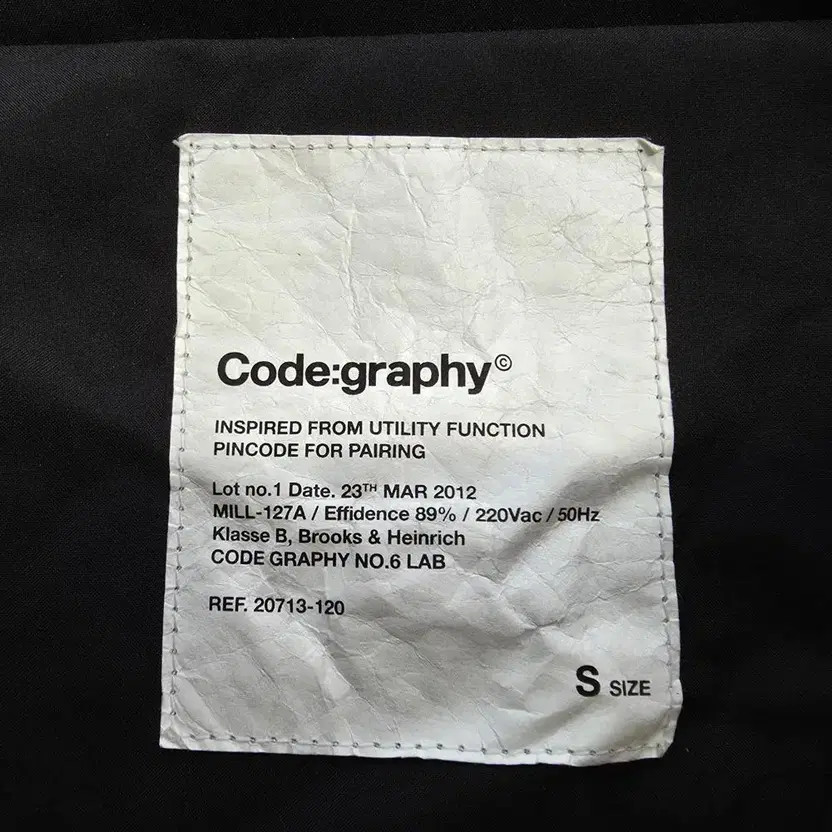 Code:graphy©
INSPIRED FROM UTILITY FUNCTION
PINCODE FOR PAIRING
Lot no.1 Date. 23TH MAR 2012
MILL-127A / Effidence 89% / 220Vac / 50Hz
Klasse B, Brooks & Heinrich
CODE GRAPHY NO.6 LAB
REF. 20713-120
S SIZE